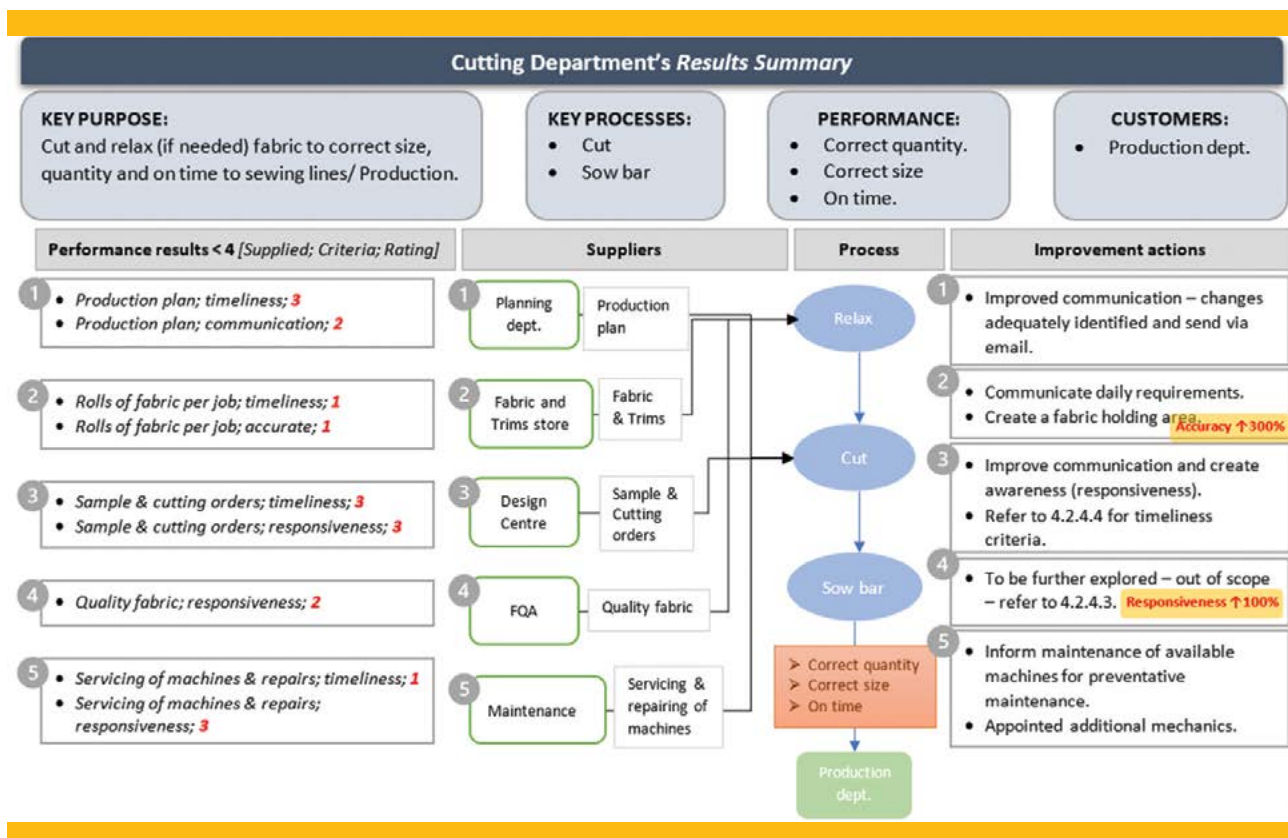 Cutting Department's Results Summary
KEY PURPOSE:
Cut and relax (if needed) fabric to correct size,
quantity and on time to sewing lines/ Production.
KEY PROCESSES:
• Cut
• Sow bar
PERFORMANCE:
• Correct quantity.
• Correct size
• On time.
CUSTOMERS:
• Production dept.
Performance results < 4 [Supplied; Criteria; Rating]
Suppliers
Process
Improvement actions
1
• Production plan; timeliness; 3
• Production plan; communication; 2
2
• Rolls of fabric per job; timeliness; 1
• Rolls of fabric per job; accurate; 1
3
• Sample & cutting orders; timeliness; 3
• Sample & cutting orders; responsiveness; 3
4
• Quality fabric; responsiveness; 2
5
• Servicing of machines & repairs; timeliness; 1
• Servicing of machines & repairs;
responsiveness; 3
1
Planning
dept.
Production
plan
2
Fabric and
Trims store
Fabric
& Trims
3
Design
Centre
Sample &
Cutting
orders
4
FQA
Quality fabric
5
Maintenance
Servicing &
repairing of
machines
Relax
Cut
Sow bar
➢ Correct quantity
➢ Correct size
➢ On time
Production
dept.
1
• Improved communication – changes
adequately identified and send via
email.
2
• Communicate daily requirements.
• Create a fabric holding area.
Accuracy ↑300%
3
• Improve communication and create
awareness (responsiveness).
• Refer to 4.2.4.4 for timeliness
criteria.
4
• To be further explored – out of scope
– refer to 4.2.4.3.
Responsiveness ↑100%
5
• Inform maintenance of available
machines for preventative
maintenance.
• Appointed additional mechanics.